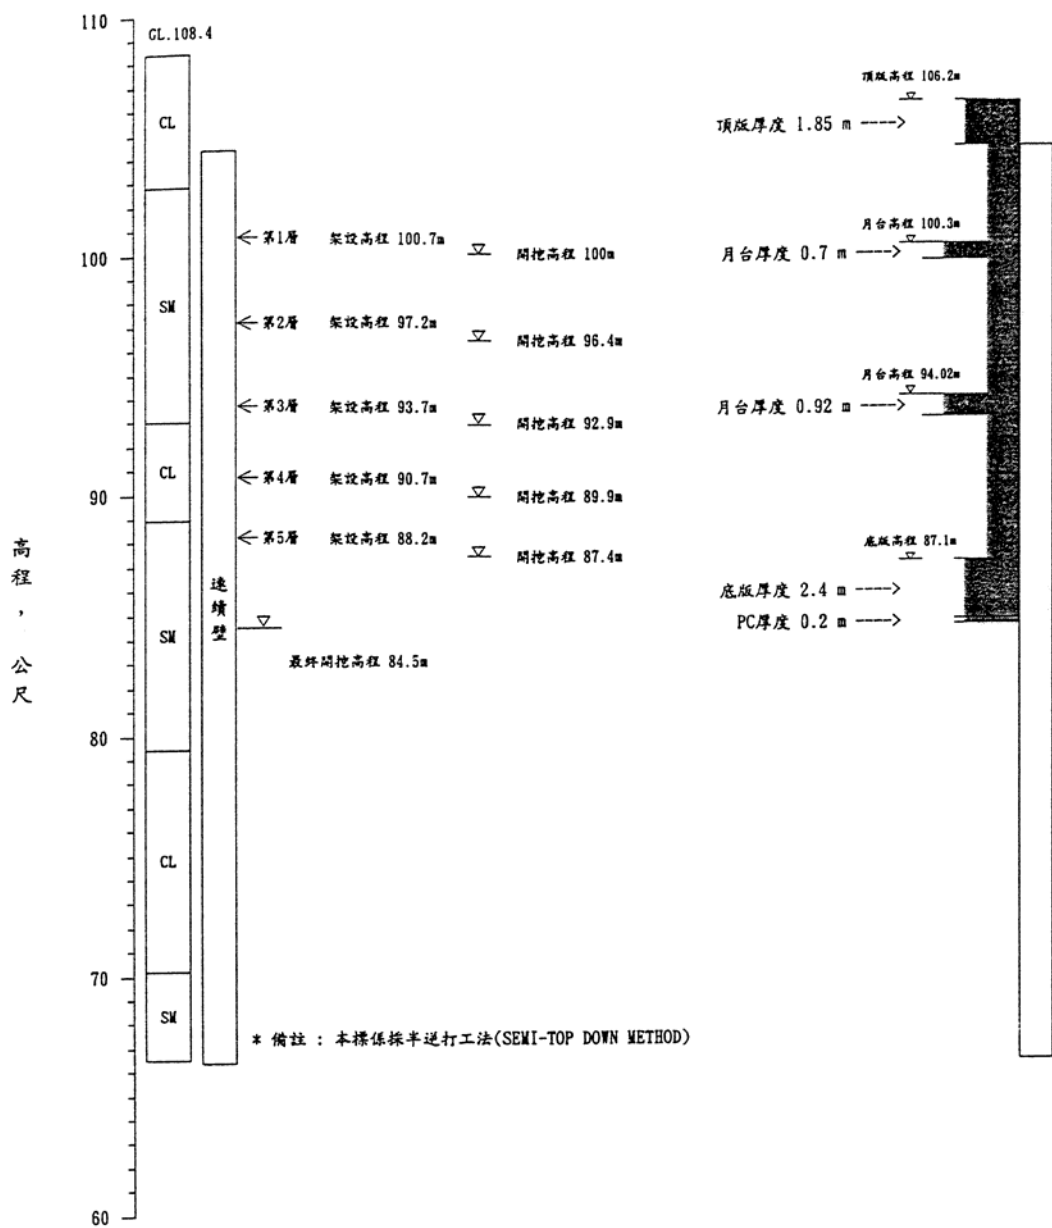 110
GL.108.4
頂版高程 106.2m
CL
頂版厚度 1.85 m ---->
第1層 架設高程 100.7m
開挖高程 100m
月台高程 100.3m
月台厚度 0.7 m ---->
100
SM
第2層 架設高程 97.2m
開挖高程 96.4m
月台高程 94.02m
第3層 架設高程 93.7m
開挖高程 92.9m
月台厚度 0.92 m ---->
CL
第4層 架設高程 90.7m
開挖高程 89.9m
90
第5層 架設高程 88.2m
開挖高程 87.4m
底版高程 87.1m
高程，公尺
連續壁
底版厚度 2.4 m ---->
PC厚度 0.2 m ---->
SM
最終開挖高程 84.5m
80
CL
70
SM
* 備註 : 本標係採半逆打工法(SEMI-TOP DOWN METHOD)
60